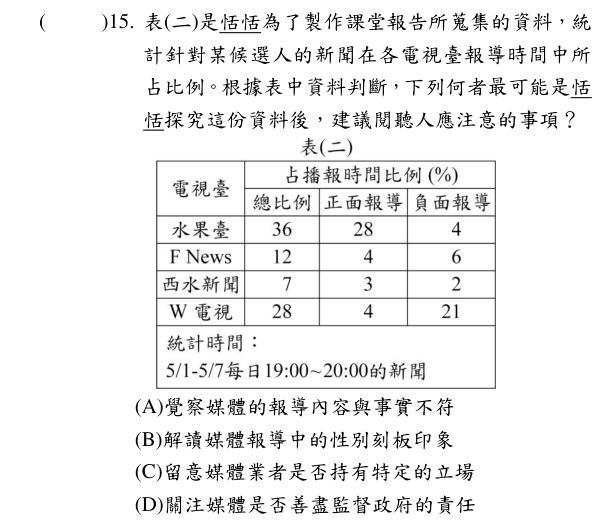 (　　)15. 表(二)是恬恬為了製作課堂報告所蒐集的資料，統
計針對某候選人的新聞在各電視臺報導時間中所
占比例。根據表中資料判斷，下列何者最可能是恬
恬探究這份資料後，建議閱聽人應注意的事項？
表(二)
電視臺 占播報時間比例 (%)
總比例 正面報導 負面報導
水果臺 36 28 4
F News 12 4 6
西水新聞 7 3 2
W 電視 28 4 21
統計時間：
5/1-5/7每日19:00~20:00的新聞
(A)覺察媒體的報導內容與事實不符
(B)解讀媒體報導中的性別刻板印象
(C)留意媒體業者是否持有特定的立場
(D)關注媒體是否善盡監督政府的責任